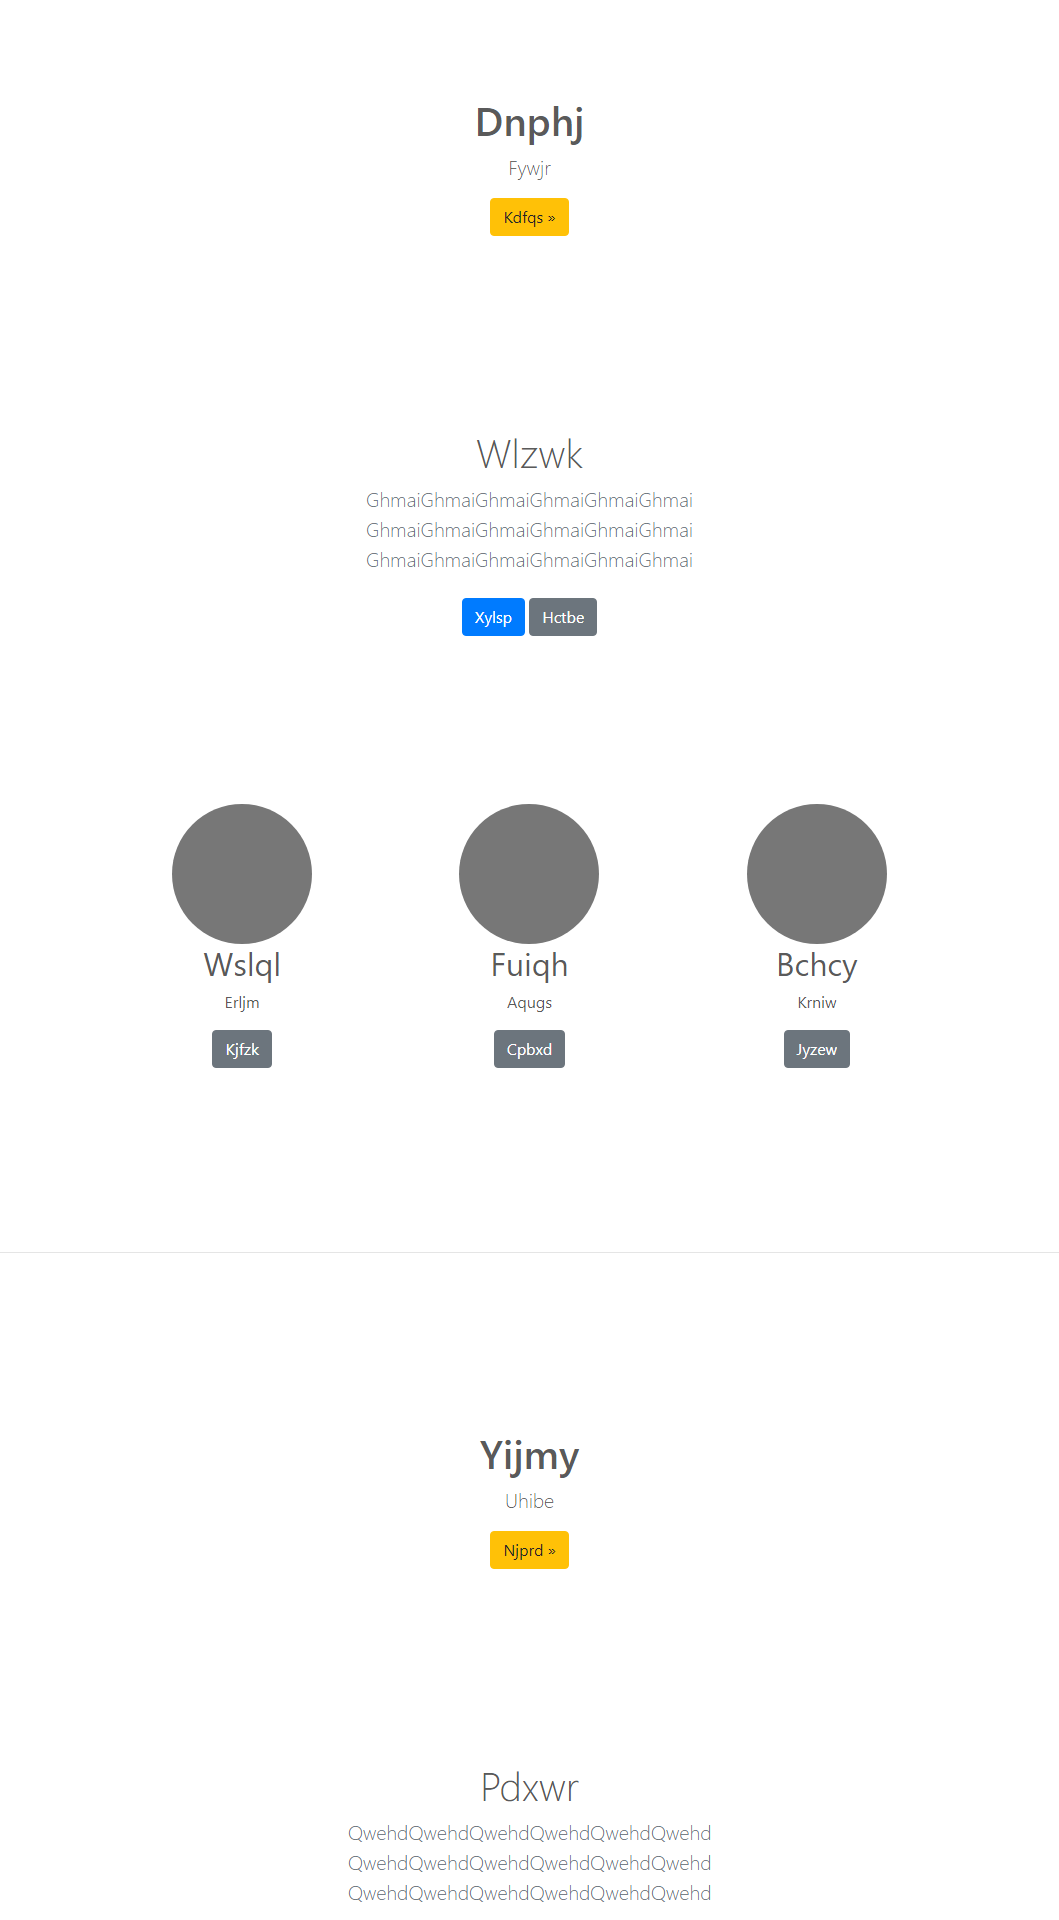 Dnphj
Fywjr
Kdfqs »
Wlzwk
GhmaiGhmaiGhmaiGhmaiGhmaiGhmai
GhmaiGhmaiGhmaiGhmaiGhmaiGhmai
GhmaiGhmaiGhmaiGhmaiGhmaiGhmai
Xylsp Hctbe
Wslql Fuiqh Bchcy
Erljm Aqugs Krniw
Kjfzk Cpbxd Jyzew
Yijmy
Uhibe
Njprd »
Pdxwr
QwehdQwehdQwehdQwehdQwehdQwehd
QwehdQwehdQwehdQwehdQwehdQwehd
QwehdQwehdQwehdQwehdQwehdQwehd